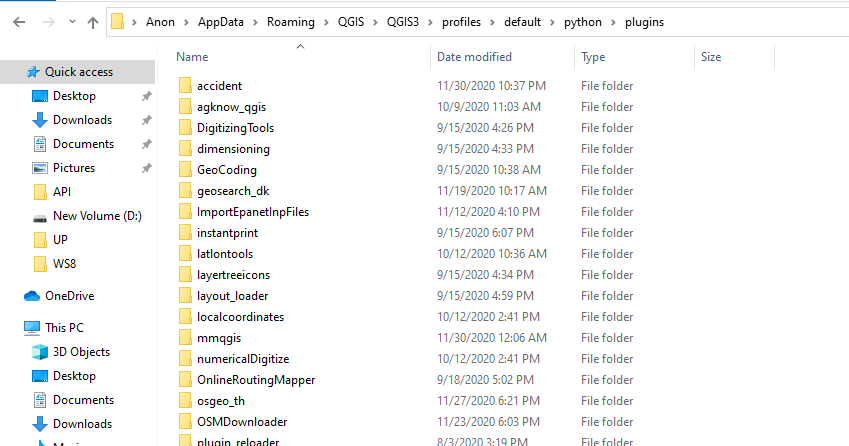 Anon > AppData > Roaming > QGIS > QGIS3 > profiles > default > python > plugins
Name Date modified Type Size
Quick access
Desktop
Downloads
Documents
Pictures
API
New Volume (D:)
UP
WS8
OneDrive
This PC
3D Objects
Desktop
Documents
Downloads
accident 11/30/2020 10:37 PM File folder
agknow_qgis 10/9/2020 11:03 AM File folder
DigitizingTools 9/15/2020 4:26 PM File folder
dimensioning 9/15/2020 4:33 PM File folder
GeoCoding 9/15/2020 10:38 AM File folder
geosearch_dk 11/19/2020 10:17 AM File folder
ImportEpanetInpFiles 11/12/2020 4:10 PM File folder
instantprint 9/15/2020 6:07 PM File folder
latlontools 10/12/2020 10:36 AM File folder
layertreeicons 9/15/2020 4:34 PM File folder
layout_loader 9/15/2020 4:59 PM File folder
localcoordinates 10/12/2020 2:41 PM File folder
mmqgis 11/30/2020 12:06 AM File folder
numericalDigitize 10/12/2020 2:41 PM File folder
OnlineRoutingMapper 9/18/2020 5:02 PM File folder
osgeo_th 11/27/2020 6:21 PM File folder
OSMDownloader 11/23/2020 6:03 PM File folder
plugin_reloader 8/3/2020 3:19 PM File folder